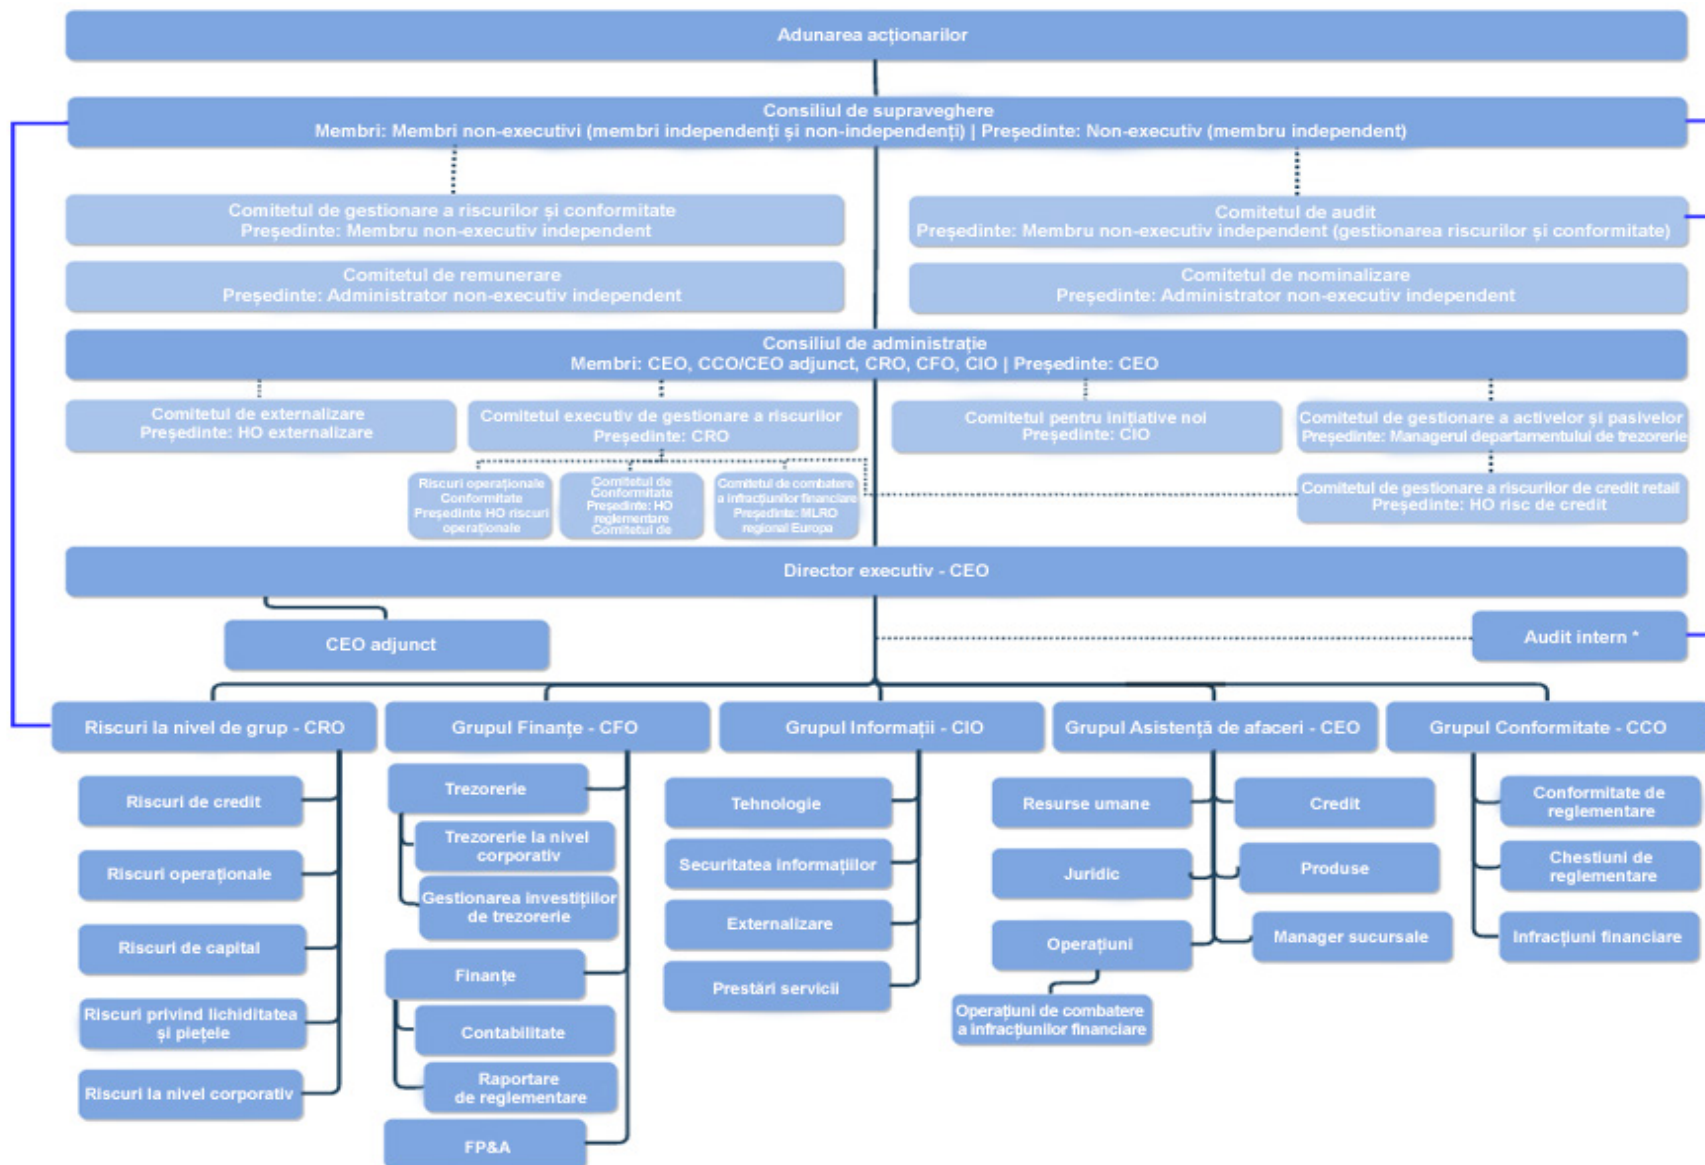 Adunarea acționarilor
Consiliul de supraveghere
Membri: Membri non-executivi (membri independenți și non-independenți) | Președinte: Non-executiv (membru independent)
Comitetul de gestionare a riscurilor și conformitate
Președinte: Membru non-executiv independent
Comitetul de audit
Președinte: Membru non-executiv independent (gestionarea riscurilor și conformitate)
Comitetul de remunerare
Președinte: Administrator non-executiv independent
Comitetul de nominalizare
Președinte: Administrator non-executiv independent
Consiliul de administrație
Membri: CEO, CCO/CEO adjunct, CRO, CFO, CIO | Președinte: CEO
Comitetul de externalizare
Președinte: HO externalizare
Comitetul executiv de gestionare a riscurilor
Președinte: CRO
Comitetul pentru inițiative noi
Președinte: CIO
Comitetul de gestionare a activelor și pasivelor
Președinte: Managerul departamentului de trezorerie
Riscuri operaționale
Conformitate
Președinte HO riscuri
operaționale
Comitetul de
Conformitate
Președinte: HO
reglementare
Comitetul de
Comitetul de combatere
a infracțiunilor financiare
Președinte: MLRO
regional Europa
Comitetul de gestionare a riscurilor de credit retail
Președinte: HO risc de credit
Director executiv - CEO
CEO adjunct
Audit intern *
Riscuri la nivel de grup - CRO
Grupul Finanțe - CFO
Grupul Informații - CIO
Grupul Asistență de afaceri - CEO
Grupul Conformitate - CCO
Riscuri de credit
Riscuri operaționale
Riscuri de capital
Riscuri privind lichiditatea
și piețele
Riscuri la nivel corporativ
Trezorerie
Trezorerie la nivel
corporativ
Gestionarea investițiilor
de trezorerie
Finanțe
Contabilitate
Raportare
de reglementare
FP&A
Tehnologie
Securitatea informațiilor
Externalizare
Prestări servicii
Resurse umane
Juridic
Operațiuni
Operațiuni de combatere
a infracțiunilor financiare
Credit
Produse
Manager sucursale
Conformitate de
reglementare
Chestiuni de
reglementare
Infracțiuni financiare